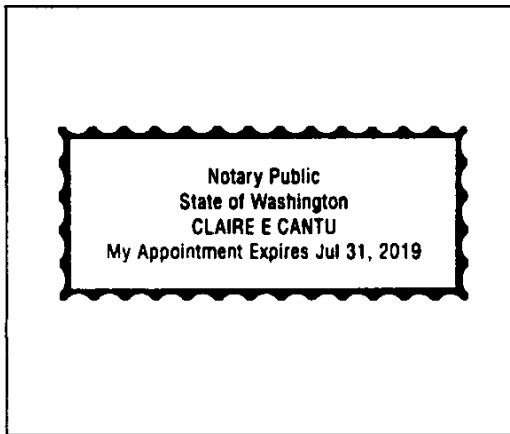 Notary Public
State of Washington
CLAIRE E CANTU
My Appointment Expires Jul 31, 2019